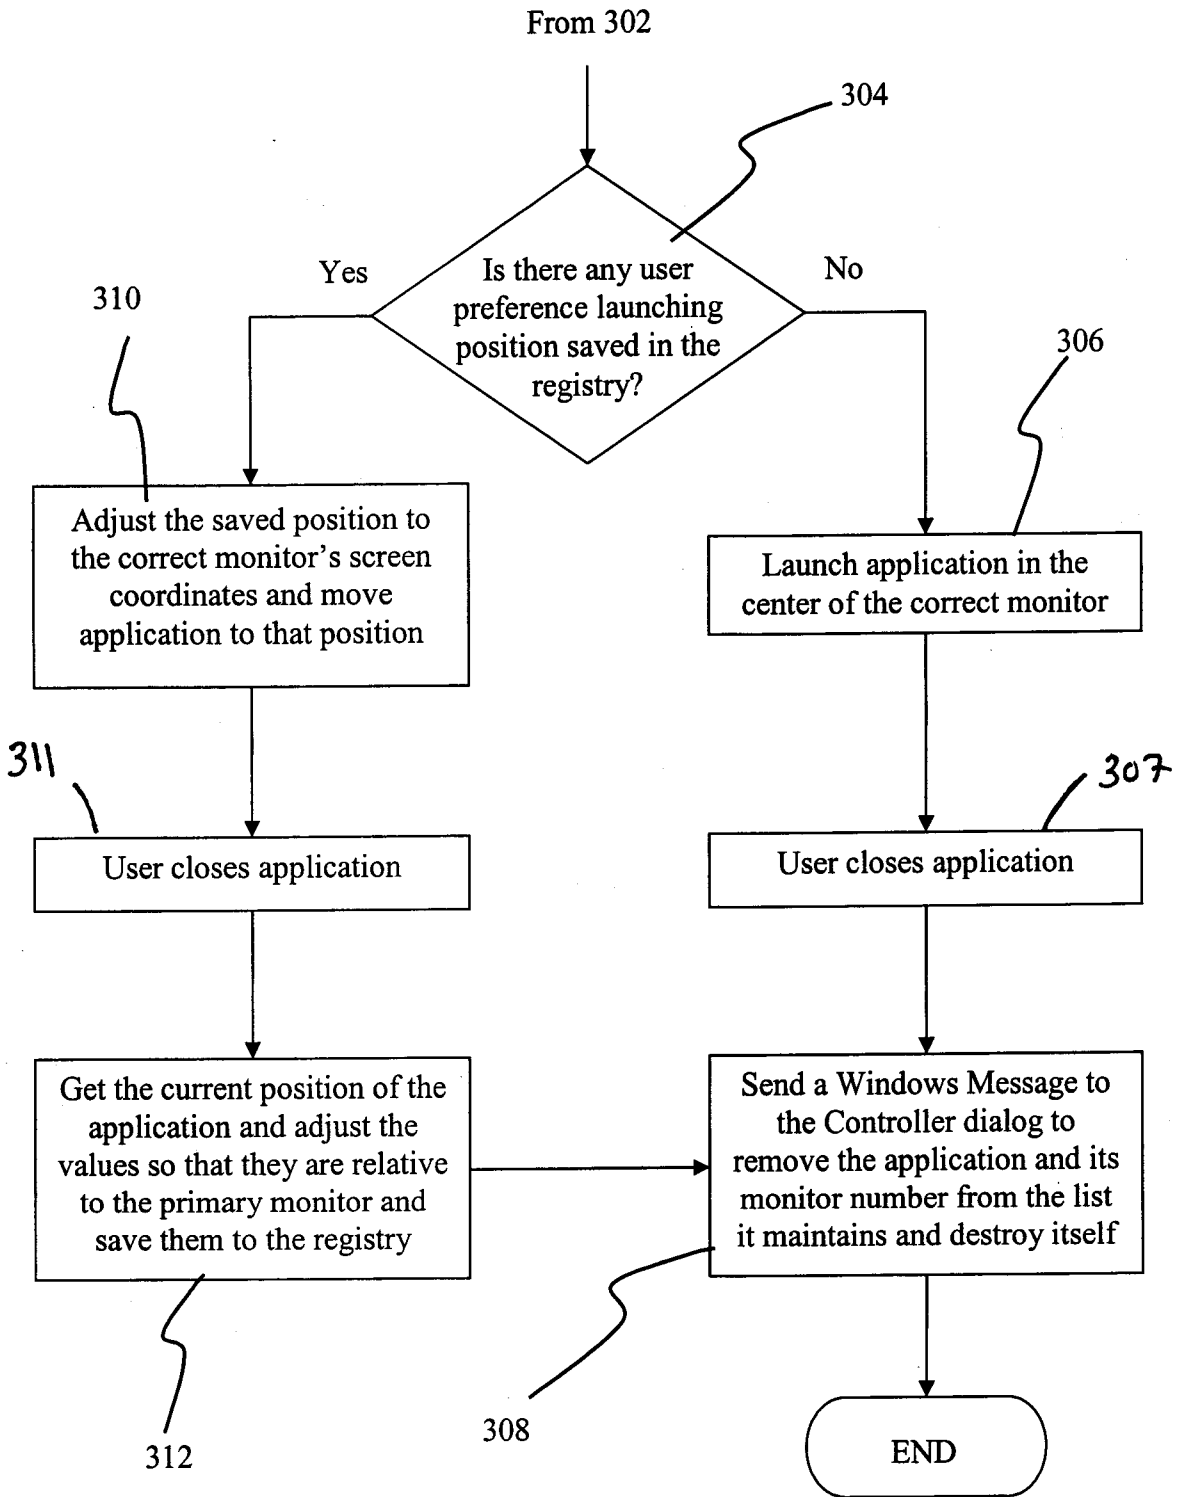 From 302
304
Is there any user
preference launching
position saved in the
registry?
Yes
No
310
306
Adjust the saved position to
the correct monitor's screen
coordinates and move
application to that position
Launch application in the
center of the correct monitor
311
307
User closes application
User closes application
Get the current position of the
application and adjust the
values so that they are relative
to the primary monitor and
save them to the registry
Send a Windows Message to
the Controller dialog to
remove the application and its
monitor number from the list
it maintains and destroy itself
312
308
END